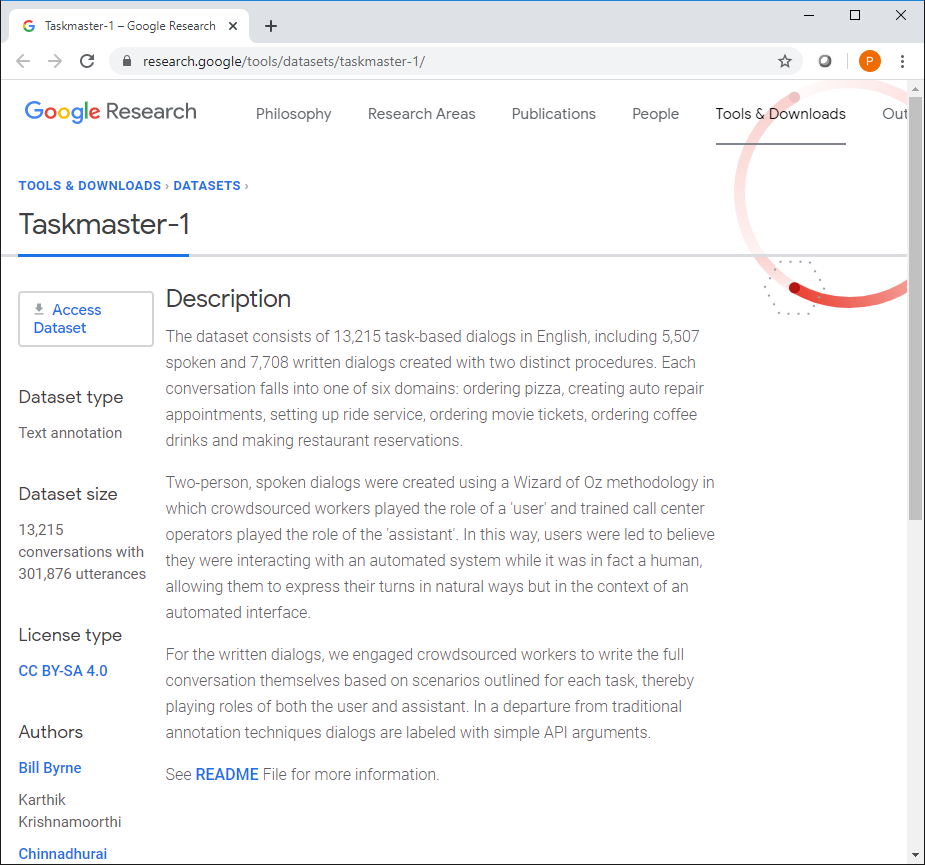 Taskmaster-1 – Google Research
research.google/tools/datasets/taskmaster-1/
P
Google Research
Philosophy
Research Areas
Publications
People
Tools & Downloads
Out
TOOLS & DOWNLOADS › DATASETS ›
Taskmaster-1
Access
Dataset
Dataset type
Text annotation
Dataset size
13,215
conversations with
301,876 utterances
License type
CC BY-SA 4.0
Authors
Bill Byrne
Karthik
Krishnamoorthi
Chinnadhurai
Description
The dataset consists of 13,215 task-based dialogs in English, including 5,507
spoken and 7,708 written dialogs created with two distinct procedures. Each
conversation falls into one of six domains: ordering pizza, creating auto repair
appointments, setting up ride service, ordering movie tickets, ordering coffee
drinks and making restaurant reservations.
Two-person, spoken dialogs were created using a Wizard of Oz methodology in
which crowdsourced workers played the role of a 'user' and trained call center
operators played the role of the 'assistant'. In this way, users were led to believe
they were interacting with an automated system while it was in fact a human,
allowing them to express their turns in natural ways but in the context of an
automated interface.
For the written dialogs, we engaged crowdsourced workers to write the full
conversation themselves based on scenarios outlined for each task, thereby
playing roles of both the user and assistant. In a departure from traditional
annotation techniques dialogs are labeled with simple API arguments.
See README File for more information.